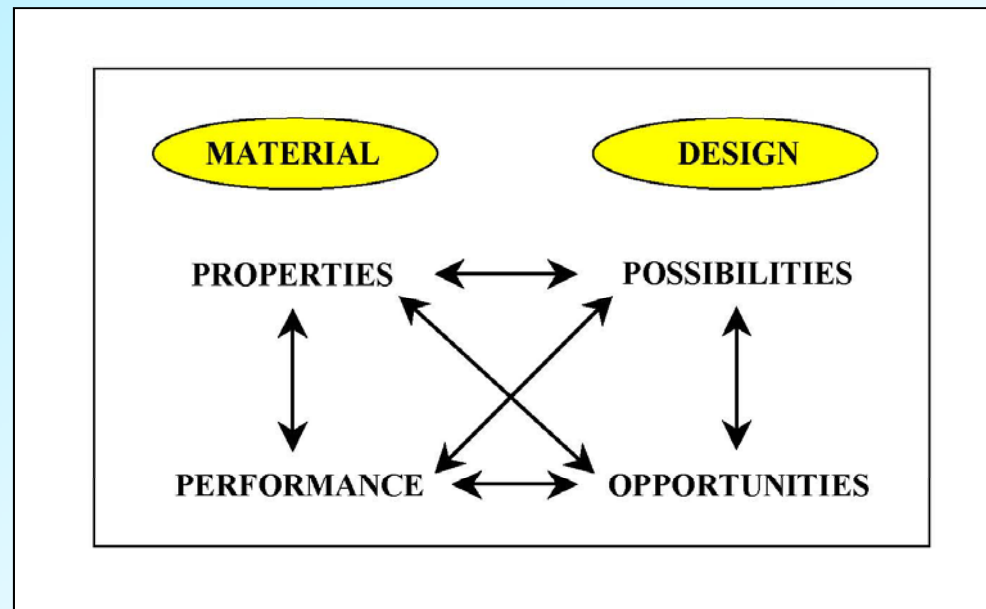 MATERIAL DESIGN
PROPERTIES POSSIBILITIES
PERFORMANCE OPPORTUNITIES